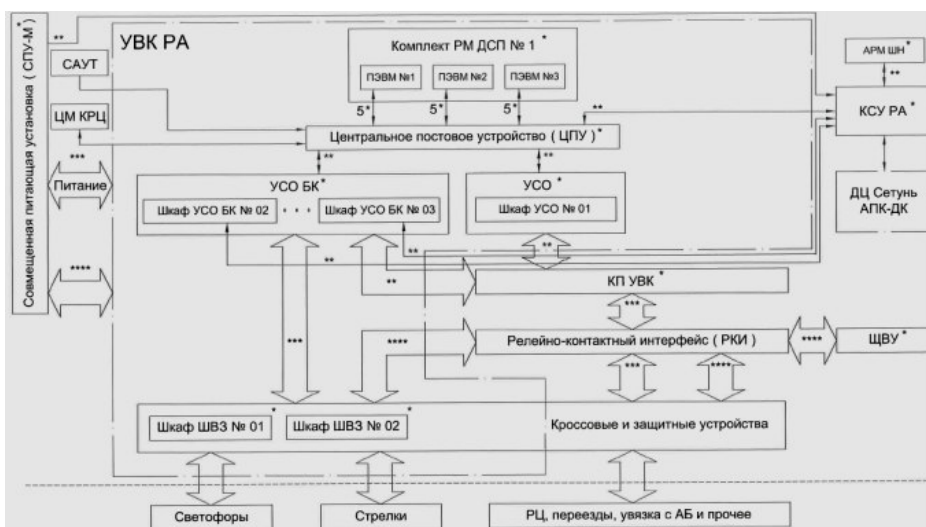 Совмещенная питающая установка ( СПУ-М ) *
**
САУТ
ЦМ КРЦ
***
Питание
****
УВК РА
Комплект РМ ДСП № 1 *
ПЭВМ №1
ПЭВМ №2
ПЭВМ №3
5*
5*
5*
**
Центральное постовое устройство ( ЦПУ ) *
**
**
АРМ ШН *
**
КСУ РА *
ДЦ Сетунь
АПК-ДК
УСО БК *
Шкаф УСО БК № 02
• • •
Шкаф УСО БК № 03
УСО *
Шкаф УСО № 01
**
**
**
**
КП УВК *
***
***
****
Релейно-контактный интерфейс ( РКИ )
****
ЩВУ *
***
****
Шкаф ШВЗ № 01 *
Шкаф ШВЗ № 02 *
Кроссовые и защитные устройства
Светофоры
Стрелки
РЦ, переезды, увязка с АБ и прочее